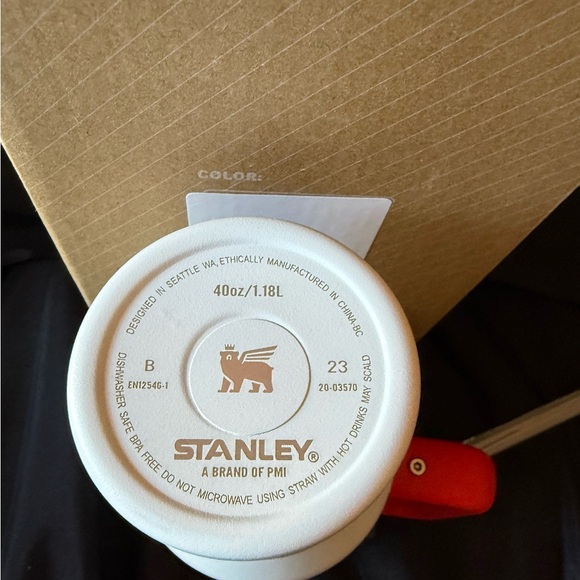 COLOR:
DESIGNED IN SEATTLE WA, ETHICALLY MANUFACTURED IN CHINA-BC
40oz/1.18L
B
EN12546-1
23
20-03570
STANLEY®
A BRAND OF PMI
DISHWASHER SAFE BPA FREE DO NOT MICROWAVE USING STRAW WITH HOT DRINKS MAY SCALD